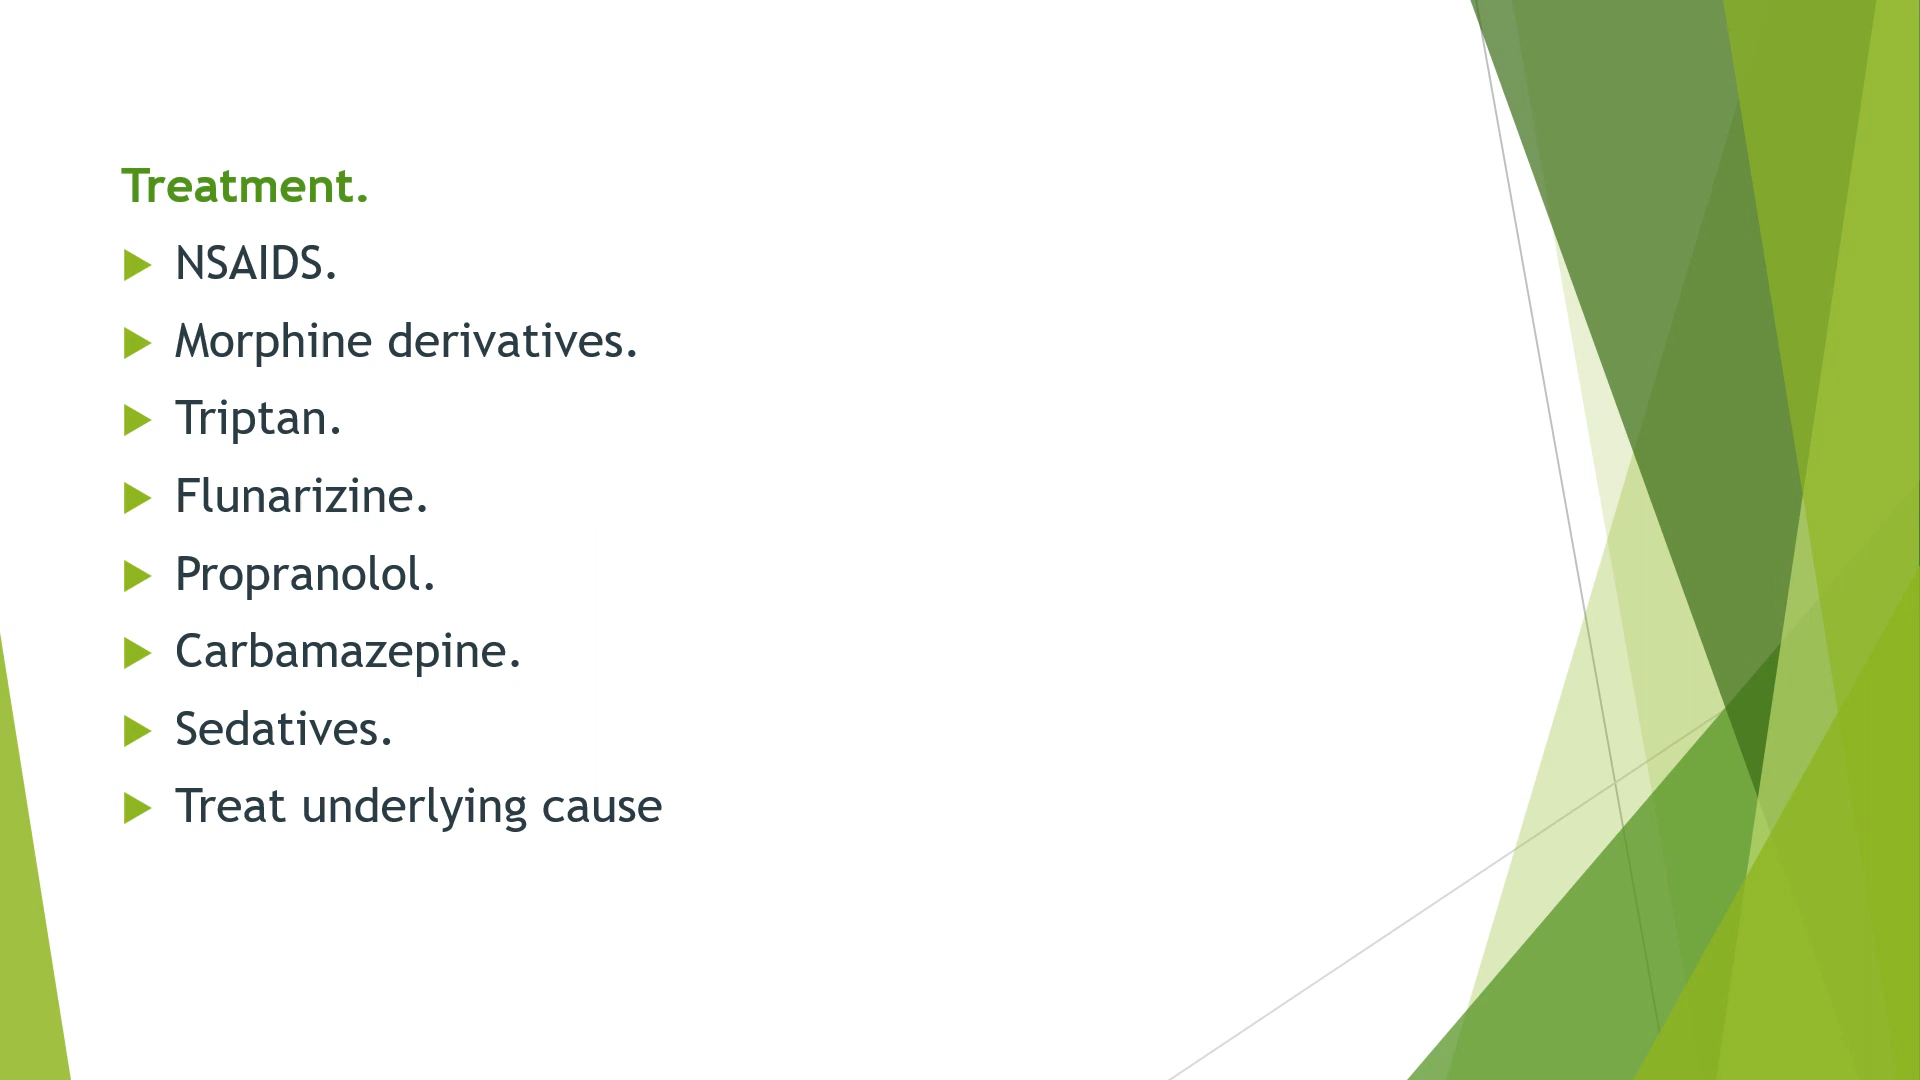 Treatment.
NSAIDS.
Morphine derivatives.
Triptan.
Flunarizine.
Propranolol.
Carbamazepine.
Sedatives.
Treat underlying cause